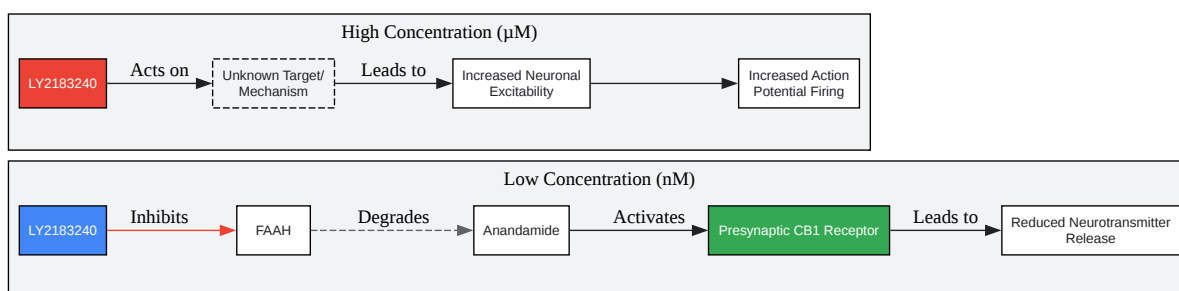 High Concentration (µM)
LY2183240
Acts on
Unknown Target/
Mechanism
Leads to
Increased Neuronal
Excitability
Increased Action
Potential Firing
Low Concentration (nM)
LY2183240
Inhibits
FAAH
Degrades
Anandamide
Activates
Presynaptic CB1 Receptor
Leads to
Reduced Neurotransmitter
Release